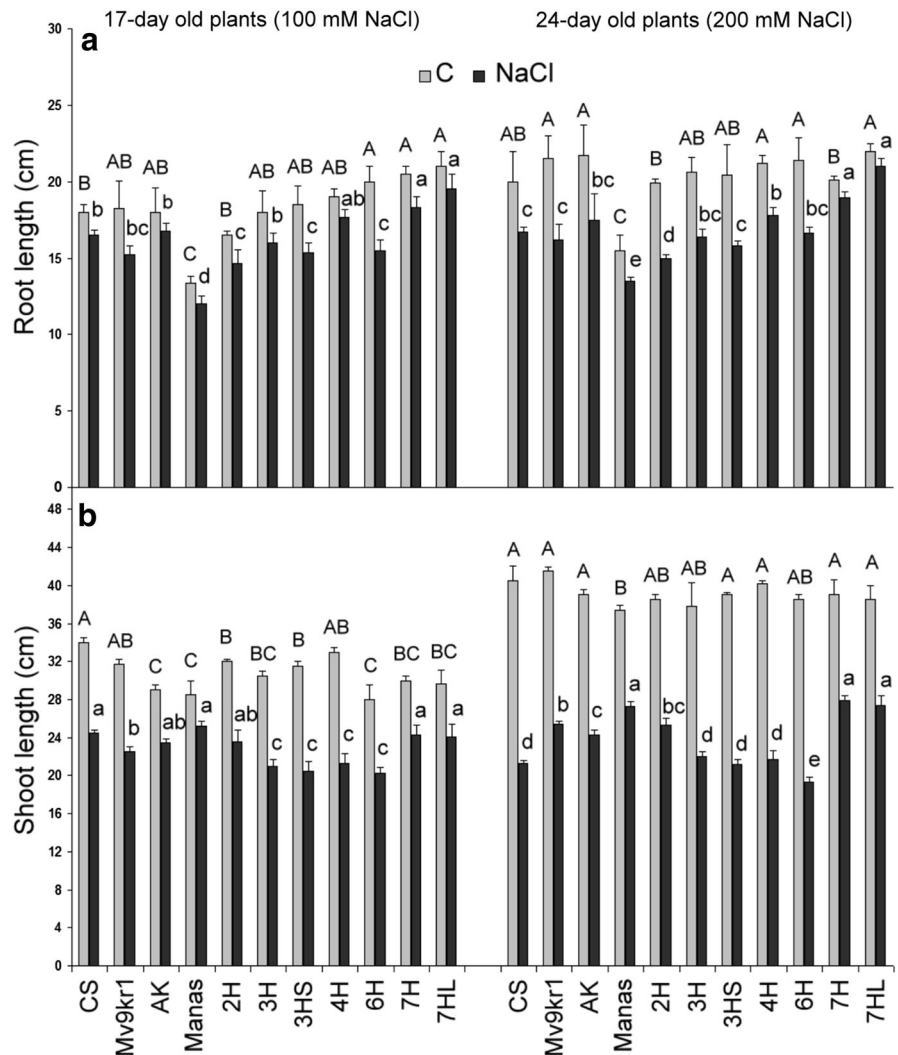 17-day old plants (100 mM NaCl) 24-day old plants (200 mM NaCl)
a
C NaCl
Root length (cm)
30
25
20
15
10
5
0
B AB AB C B AB AB AB A A A
b bc b d c b c ab c a a
AB A A C B AB AB A A B A
c c bc e d bc c b bc a a
b
Shoot length (cm)
48
44
40
36
32
28
24
20
16
12
8
4
0
A AB C C B BC B AB C BC BC
a b ab a ab c c c c a a
A A A B AB AB A A AB A A
d b c a bc d d d e a a
CS Mv9kr1 AK Manas 2H 3H 3HS 4H 6H 7H 7HL CS Mv9kr1 AK Manas 2H 3H 3HS 4H 6H 7H 7HL